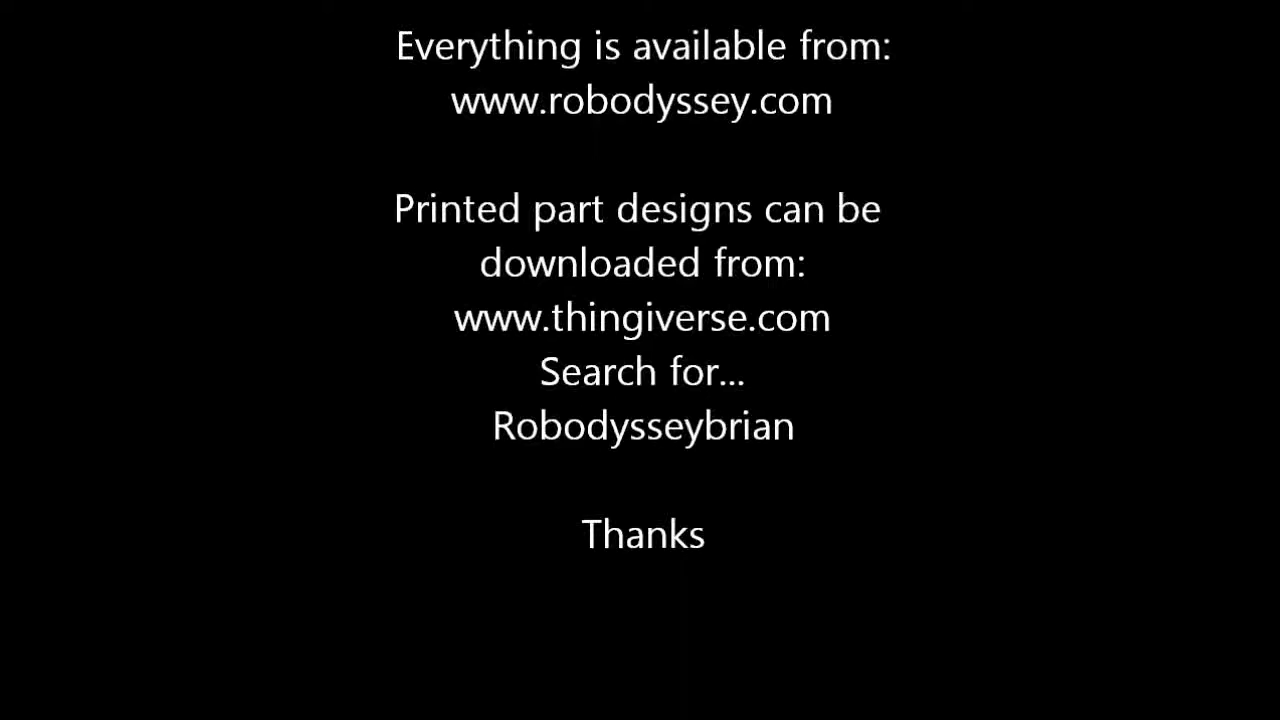 Everything is available from:
www.robodyssey.com
Printed part designs can be
downloaded from:
www.thingiverse.com
Search for...
Robodysseybrian
Thanks